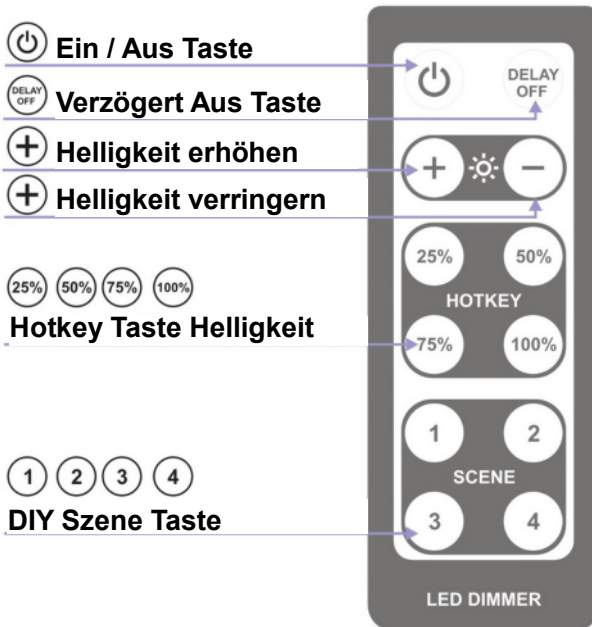 Ein / Aus Taste
DELAY OFF Verzögert Aus Taste
+ Helligkeit erhöhen
+ Helligkeit verringern
25% 50% 75% 100%
Hotkey Taste Helligkeit
1 2 3 4
DIY Szene Taste
DELAY
OFF
+ −
25% 50%
HOTKEY
75% 100%
1 2
SCENE
3 4
LED DIMMER